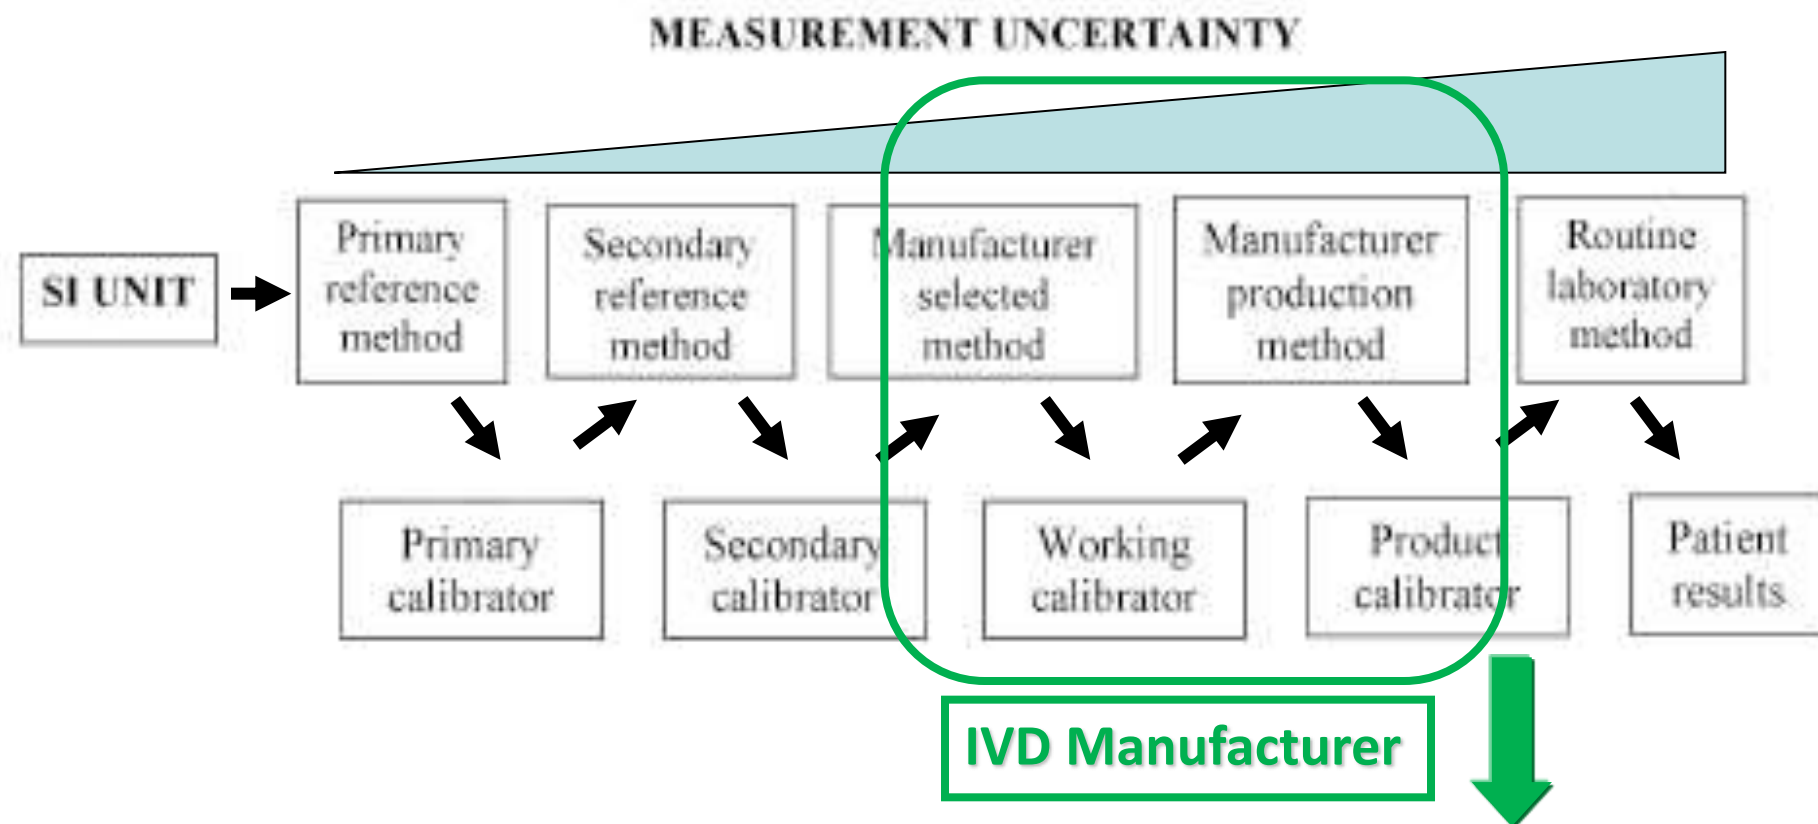 MEASUREMENT UNCERTAINTY
SI UNIT
Primary
reference
method
Secondary
reference
method
Manufacturer
selected
method
Manufacturer
production
method
Routine
laboratory
method
Primary
calibrator
Secondary
calibrator
Working
calibrator
Product
calibrator
Patient
results
IVD Manufacturer